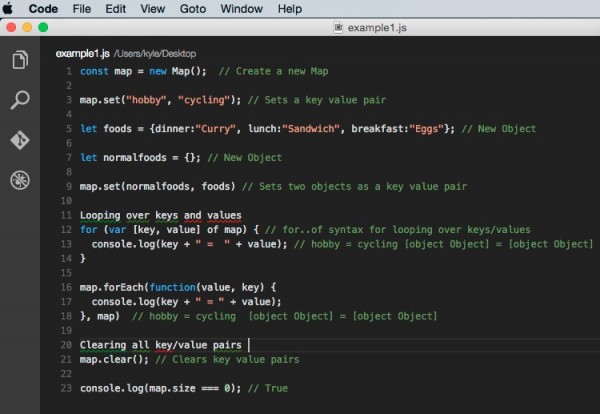 Code File Edit View Goto Window Help
example1.js
example1.js /Users/kyle/Desktop
1 const map = new Map();  // Create a new Map
2
3 map.set("hobby", "cycling"); // Sets a key value pair
4
5 let foods = {dinner:"Curry", lunch:"Sandwich", breakfast:"Eggs"}; // New Object
6
7 let normalfoods = {}; // New Object
8
9 map.set(normalfoods, foods) // Sets two objects as a key value pair
10
11 Looping over keys and values
12 for (var [key, value] of map) { // for..of syntax for looping over keys/values
13   console.log(key + " =  " + value); // hobby = cycling [object Object] = [object Object]
14 }
15
16 map.forEach(function(value, key) {
17   console.log(key + " = " + value);
18 }, map)  // hobby = cycling  [object Object] = [object Object]
19
20 Clearing all key/value pairs
21 map.clear(); // Clears key value pairs
22
23 console.log(map.size === 0); // True